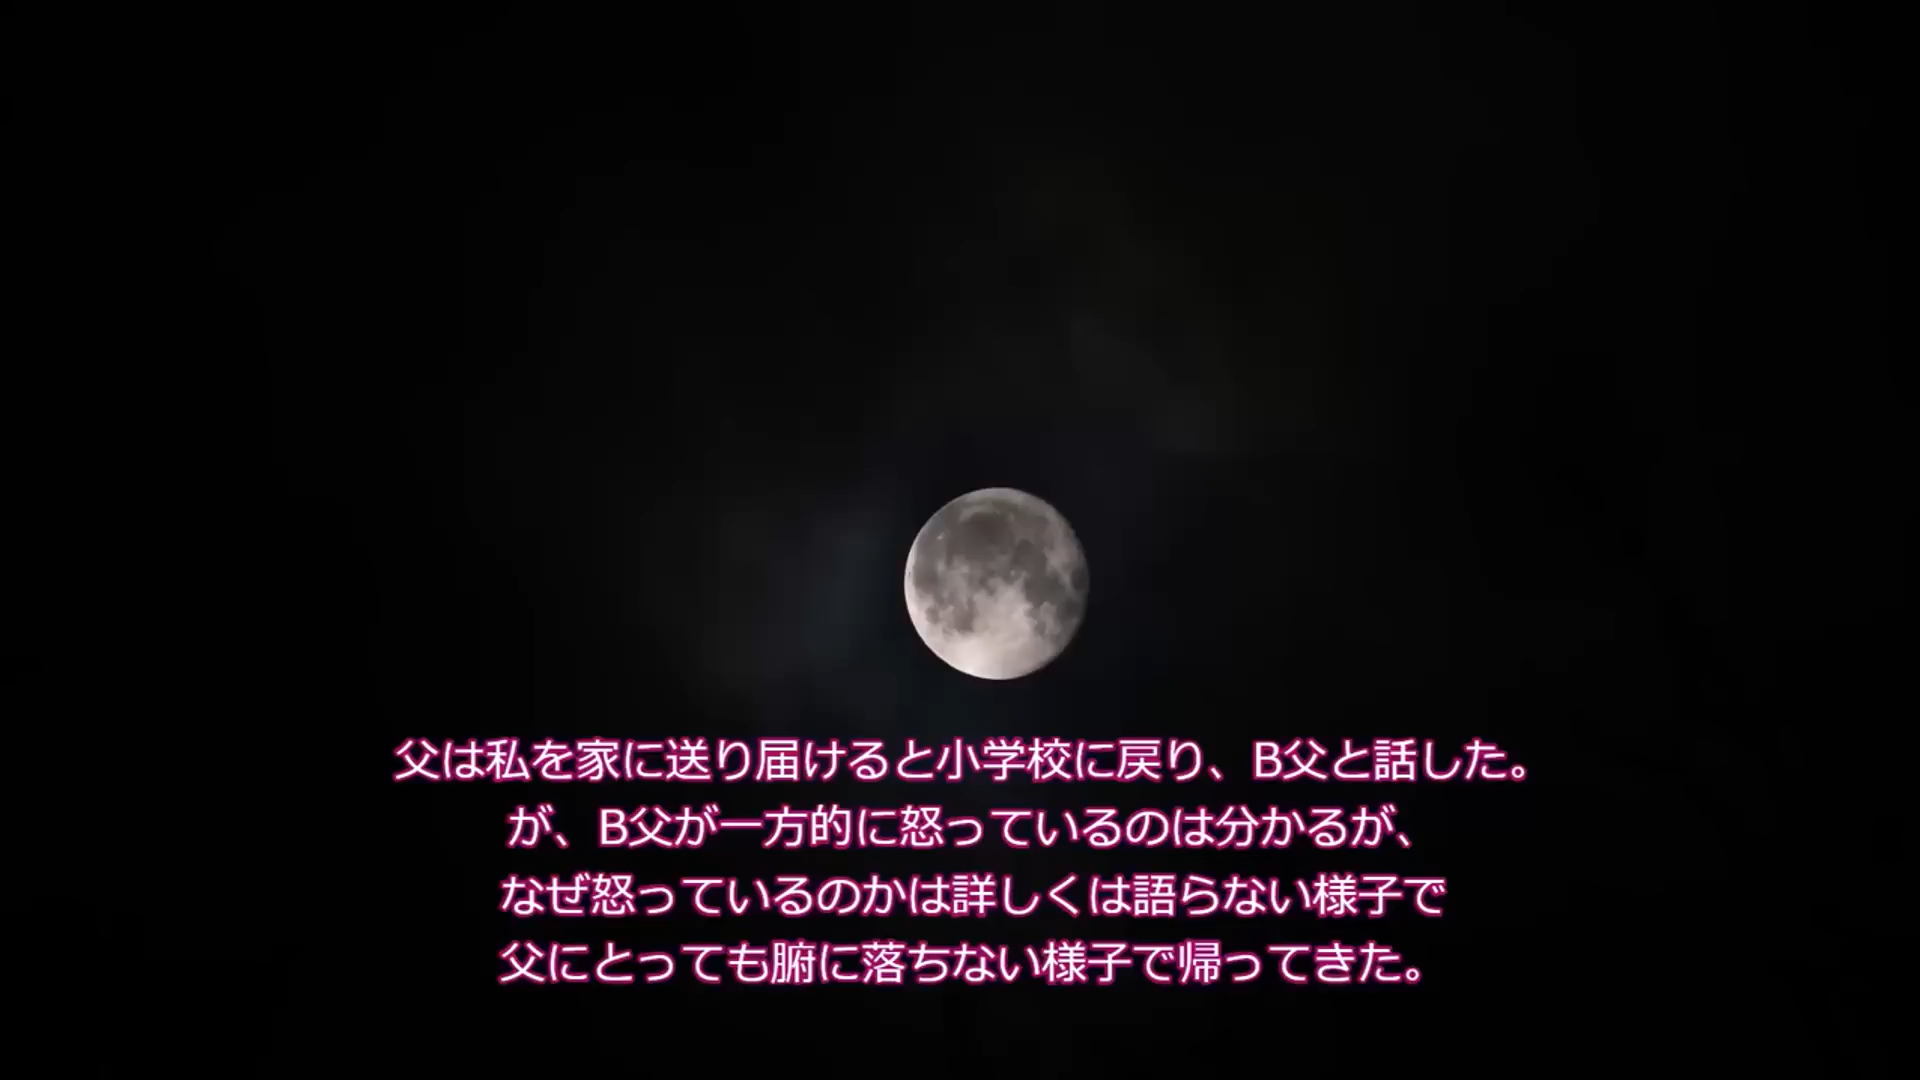 父は私を家に送り届けると小学校に戻り、B父と話した。
が、B父が一方的に怒っているのは分かるが、
なぜ怒っているのかは詳しくは語らない様子で
父にとっても腑に落ちない様子で帰ってきた。